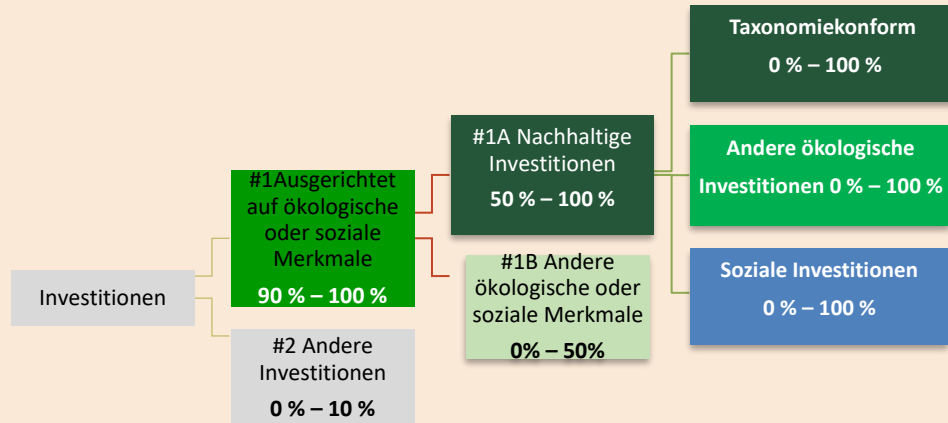 Investitionen
#1Ausgerichtet
auf ökologische
oder soziale
Merkmale
90 % – 100 %
#2 Andere
Investitionen
0 % – 10 %
#1A Nachhaltige
Investitionen
50 % – 100 %
#1B Andere
ökologische oder
soziale Merkmale
0% – 50%
Taxonomiekonform
0 % – 100 %
Andere ökologische
Investitionen 0 % – 100 %
Soziale Investitionen
0 % – 100 %